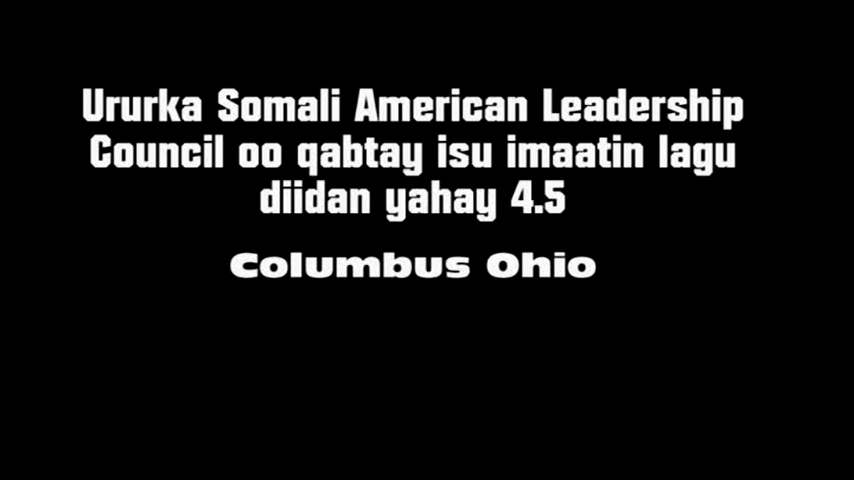 Ururka Somali American Leadership
Council oo qabtay isu imaatin lagu
diidan yahay 4.5
Columbus Ohio